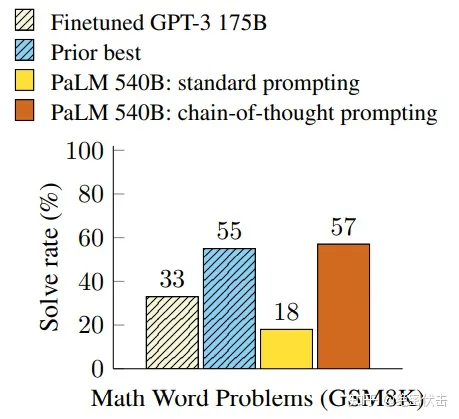 Finetuned GPT-3 175B
Prior best
PaLM 540B: standard prompting
PaLM 540B: chain-of-thought prompting
100
80
60
40
20
0
Solve rate (%)
33
55
18
57
Math Word Problems (GSM8K)